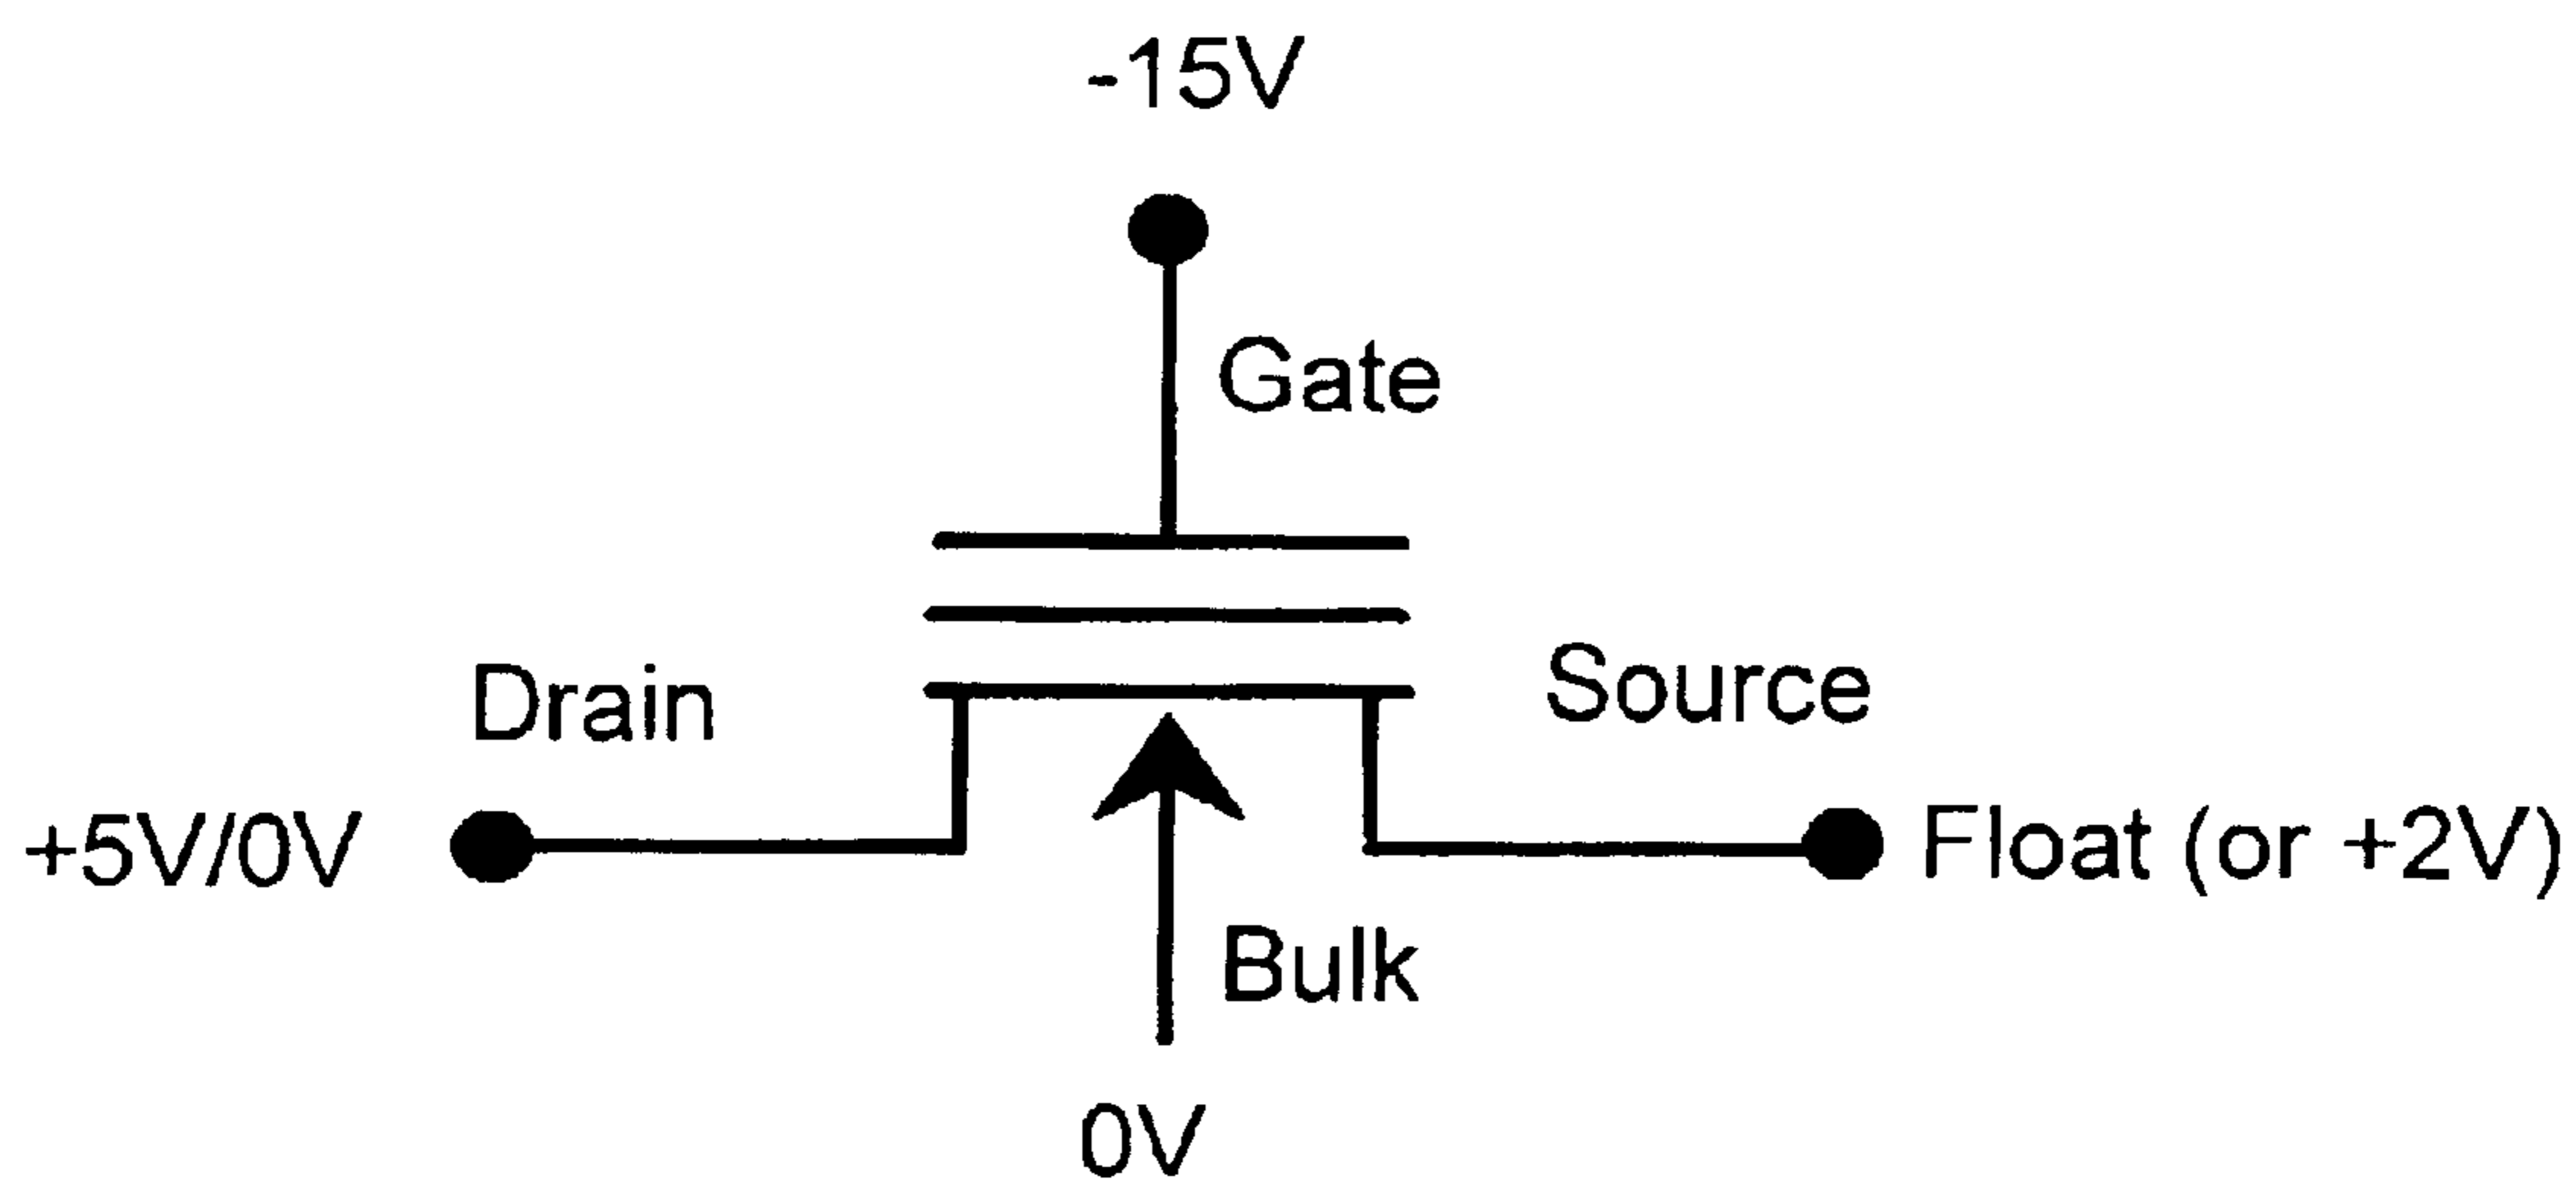 -15V
Gate
Drain
Source
+5V/0V
Float (or +2V)
Bulk
0V